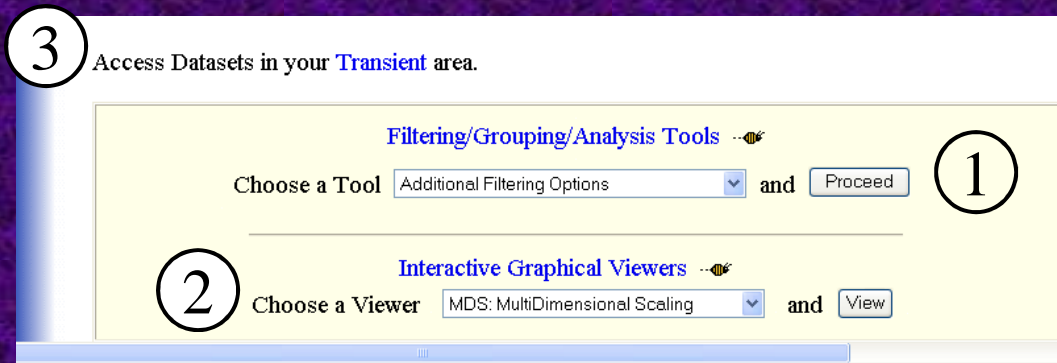 3
Access Datasets in your Transient area.
Filtering/Grouping/Analysis Tools
Choose a Tool Additional Filtering Options and Proceed
1
Interactive Graphical Viewers
2
Choose a Viewer MDS: MultiDimensional Scaling and View